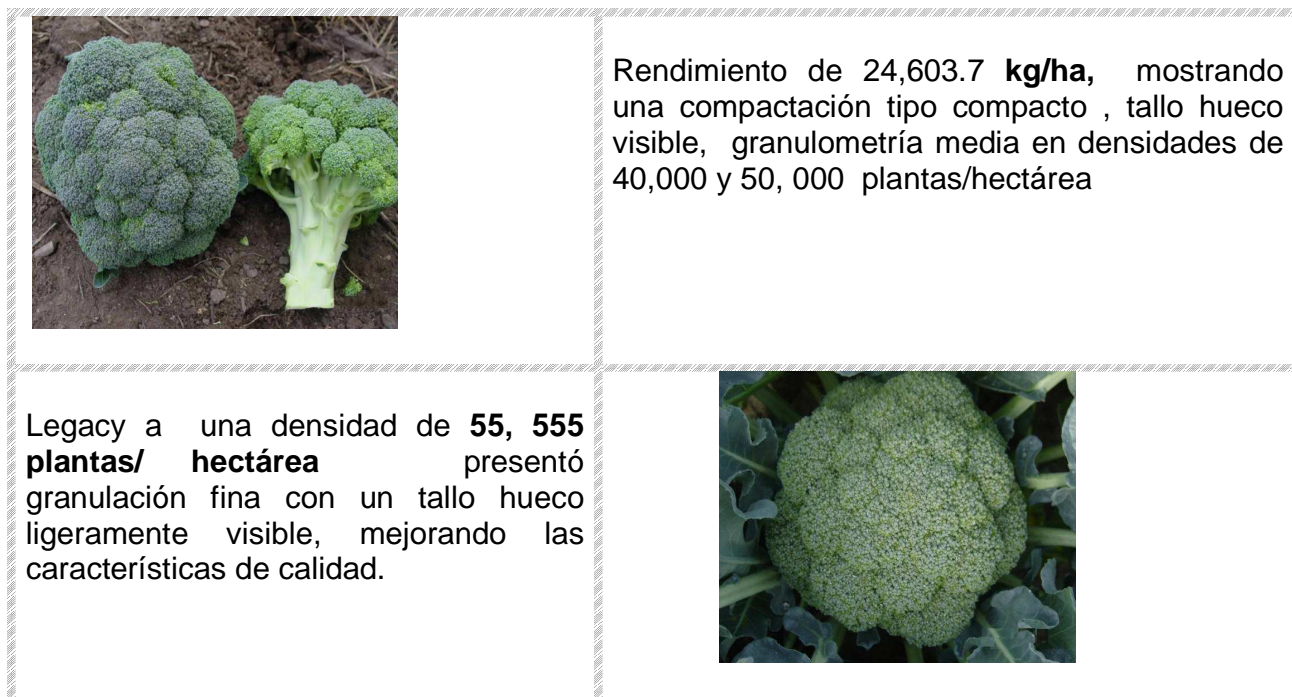 Rendimiento de 24,603.7 kg/ha, mostrando
una compactación tipo compacto , tallo hueco
visible, granulometría media en densidades de
40,000 y 50, 000 plantas/hectárea
Legacy a una densidad de 55, 555
plantas/ hectárea presentó
granulación fina con un tallo hueco
ligeramente visible, mejorando las
características de calidad.